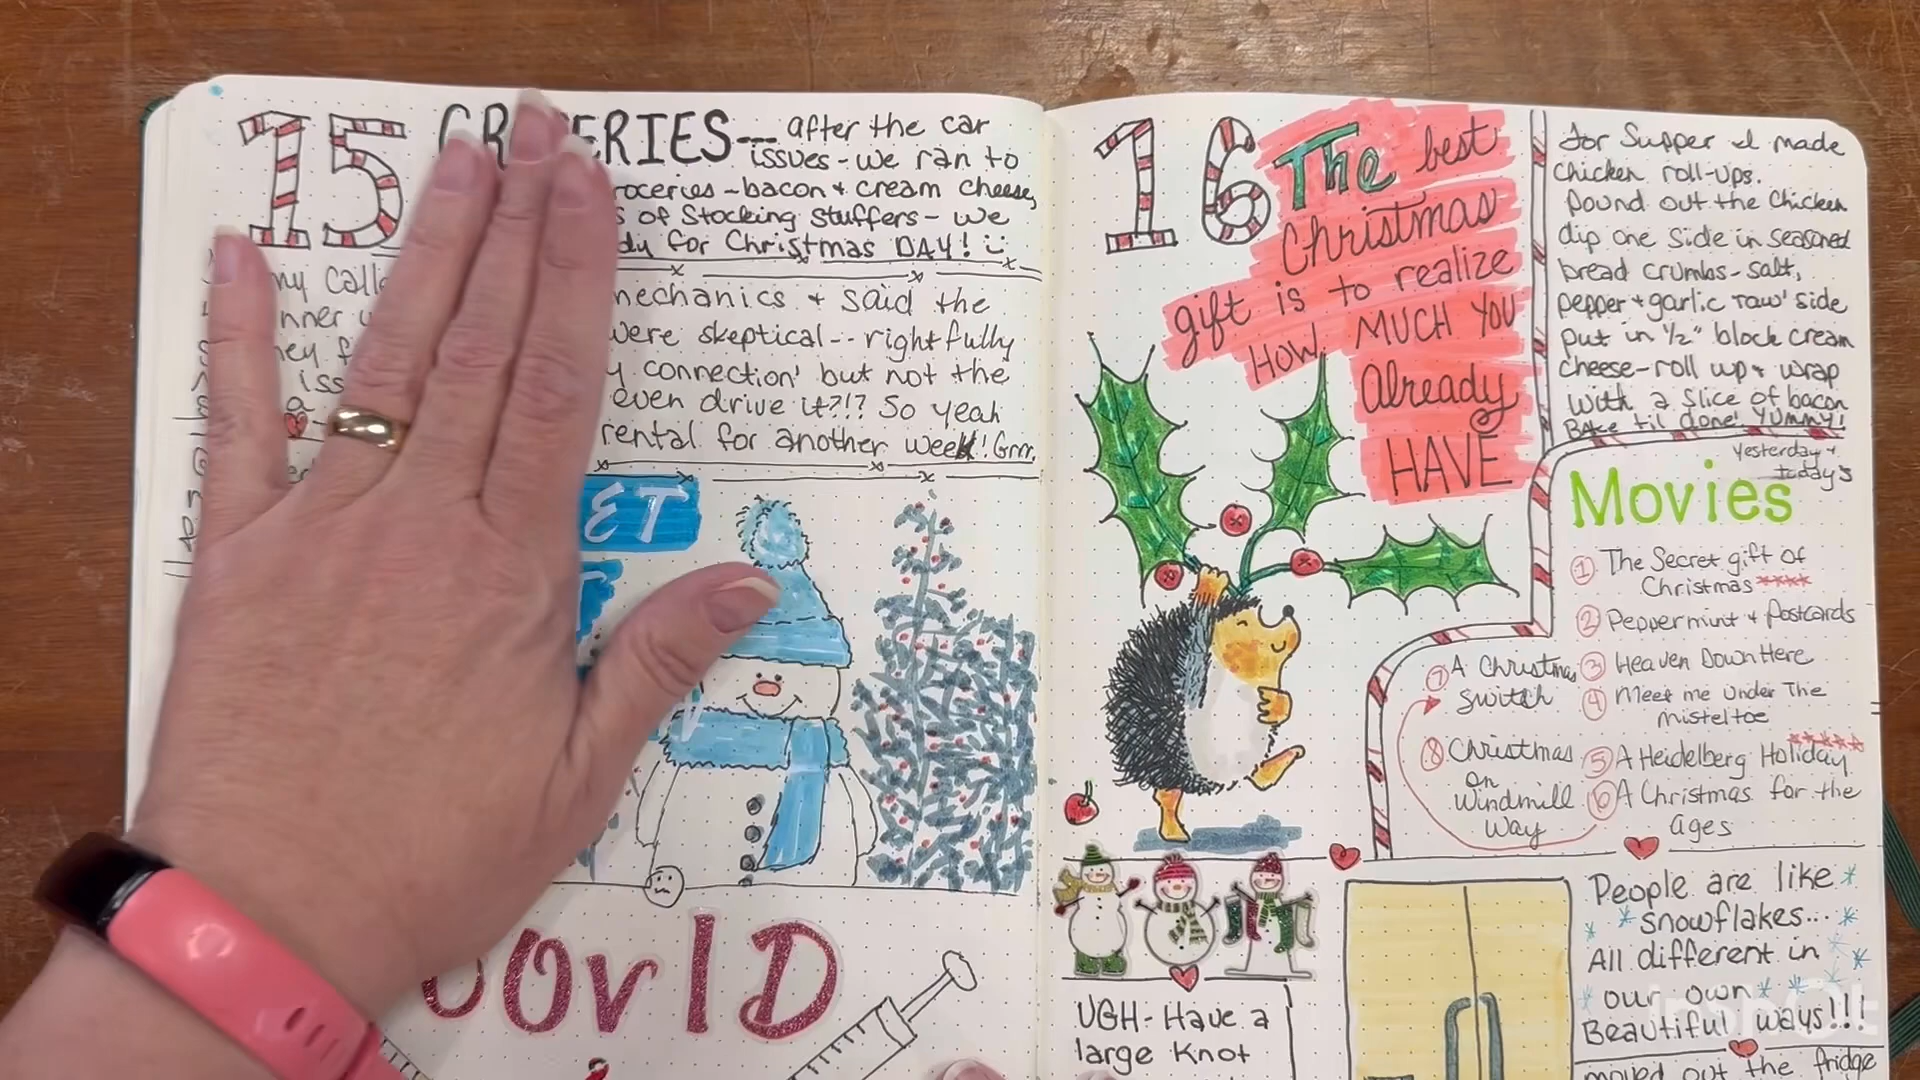 15
GROCERIES-- after the car
issues - we ran to
groceries - bacon + cream cheese,
of Stocking stuffers - we
for Christmas DAY!
my
mechanics + said the
were skeptical -- rightfully
connection' but not the
even drive it?!? So yeah
rental for another week! Grrr.
ET
COVID
16
The best
Christmas
gift is to realize
HOW MUCH YOU
Already
HAVE
for Supper I made
chicken roll-ups.
Pound out the chicken
dip one side in seasoned
bread crumbs - salt,
pepper + garlic 'raw' side
put in ½" block cream
cheese - roll up + wrap
with a slice of bacon
Bake til done! YUMMY!
Yesterday +
today's
Movies
① The Secret gift of
Christmas ****
② Peppermint + Postcards
③ Heaven Down Here
④ Meet me Under The
Misteltoe
*****
⑤ A Heidelberg Holiday
⑥ A Christmas for the
ages
⑦ A Christmas
Switch
⑧ Christmas
on
Windmill
Way
UGH - Have a
large Knot
People are like
snowflakes...
All different in
our own
Beautiful ways!!!
moved out the fridge